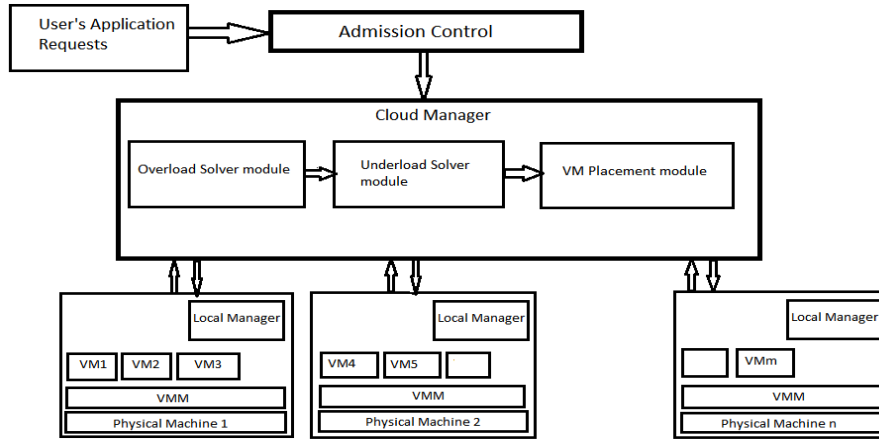 User's Application
Requests
Admission Control
Cloud Manager
Overload Solver module
Underload Solver
module
VM Placement module
Local Manager
VM1 VM2 VM3
VMM
Physical Machine 1
Local Manager
VM4 VM5
VMM
Physical Machine 2
Local Manager
VMm
VMM
Physical Machine n